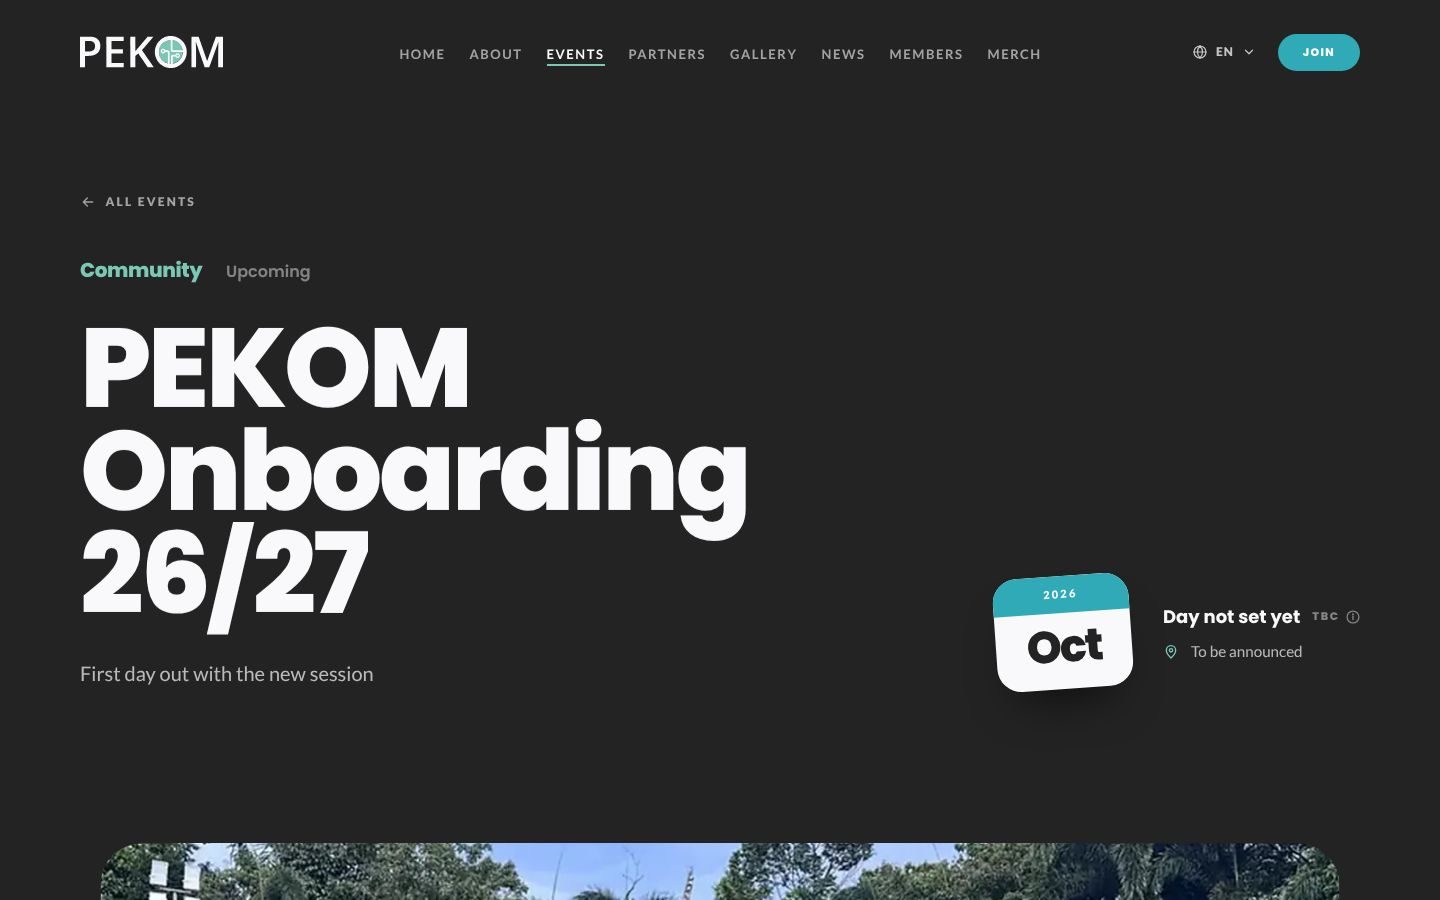 PEKOM
HOME
ABOUT
EVENTS
PARTNERS
GALLERY
NEWS
MEMBERS
MERCH
EN
JOIN
ALL EVENTS
Community
Upcoming
PEKOM
Onboarding
26/27
First day out with the new session
2026
Oct
Day not set yet
TBC
To be announced